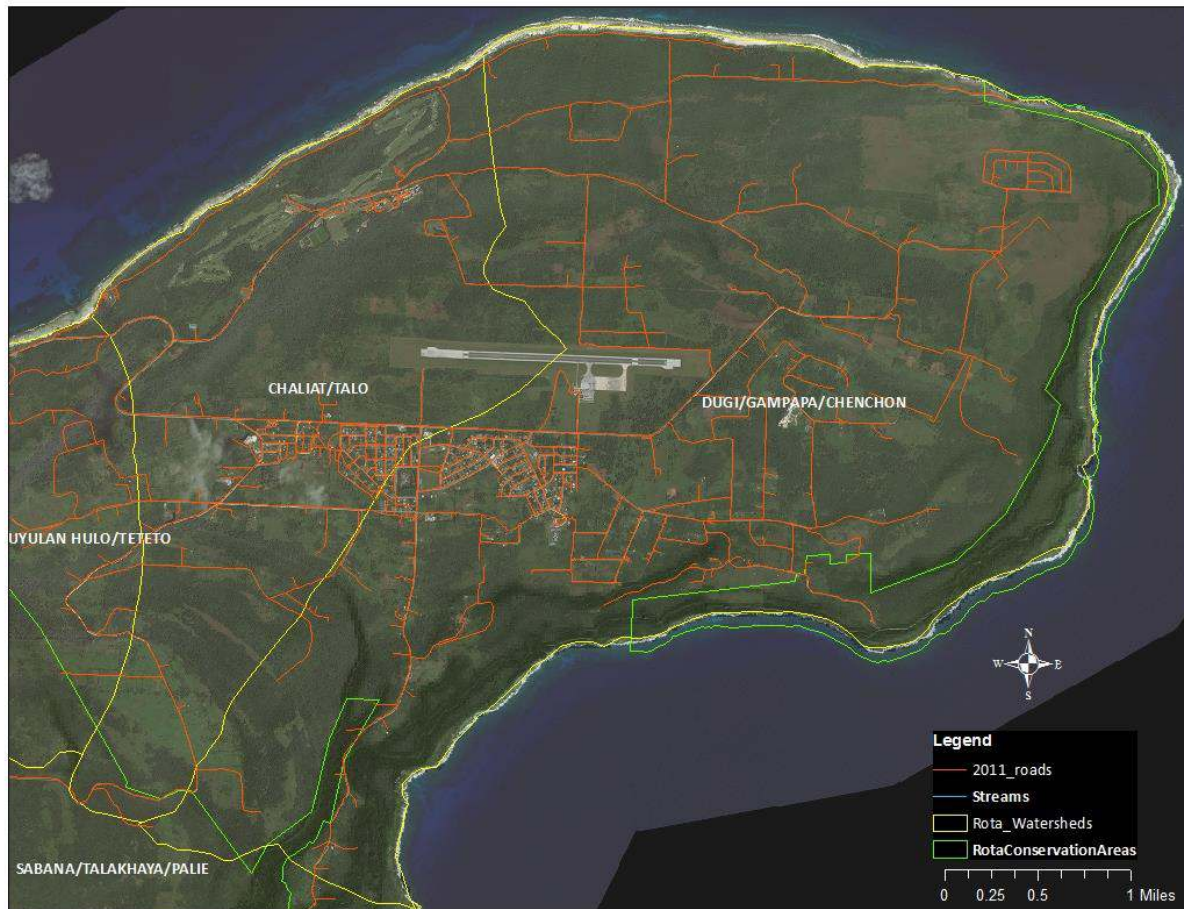 CHALIAT/TALO
DUGI/GAMPAPA/CHENCHON
UYULAN HULO/TETETO
SABANA/TALAKHAYA/PALIE
N
W E
S
Legend
2011_roads
Streams
Rota_Watersheds
RotaConservationAreas
0 0.25 0.5 1 Miles